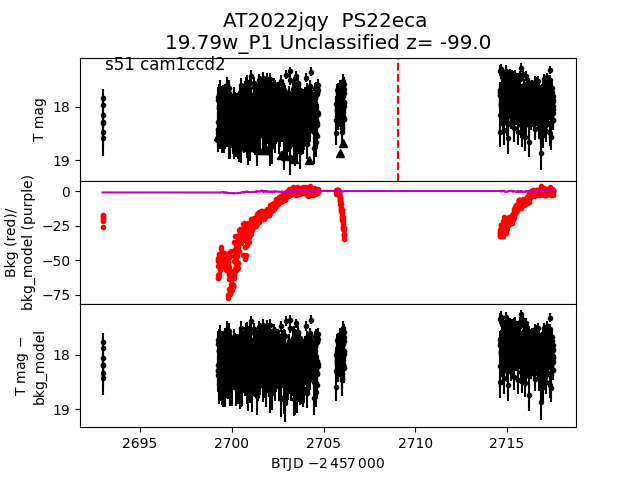 AT2022jqy  PS22eca
19.79w_P1 Unclassified z= -99.0
s51 cam1ccd2
T mag
18
19
Bkg (red)/
bkg_model (purple)
0
−25
−50
−75
T mag −
bkg_model
18
19
2695
2700
2705
2710
2715
BTJD −2 457 000